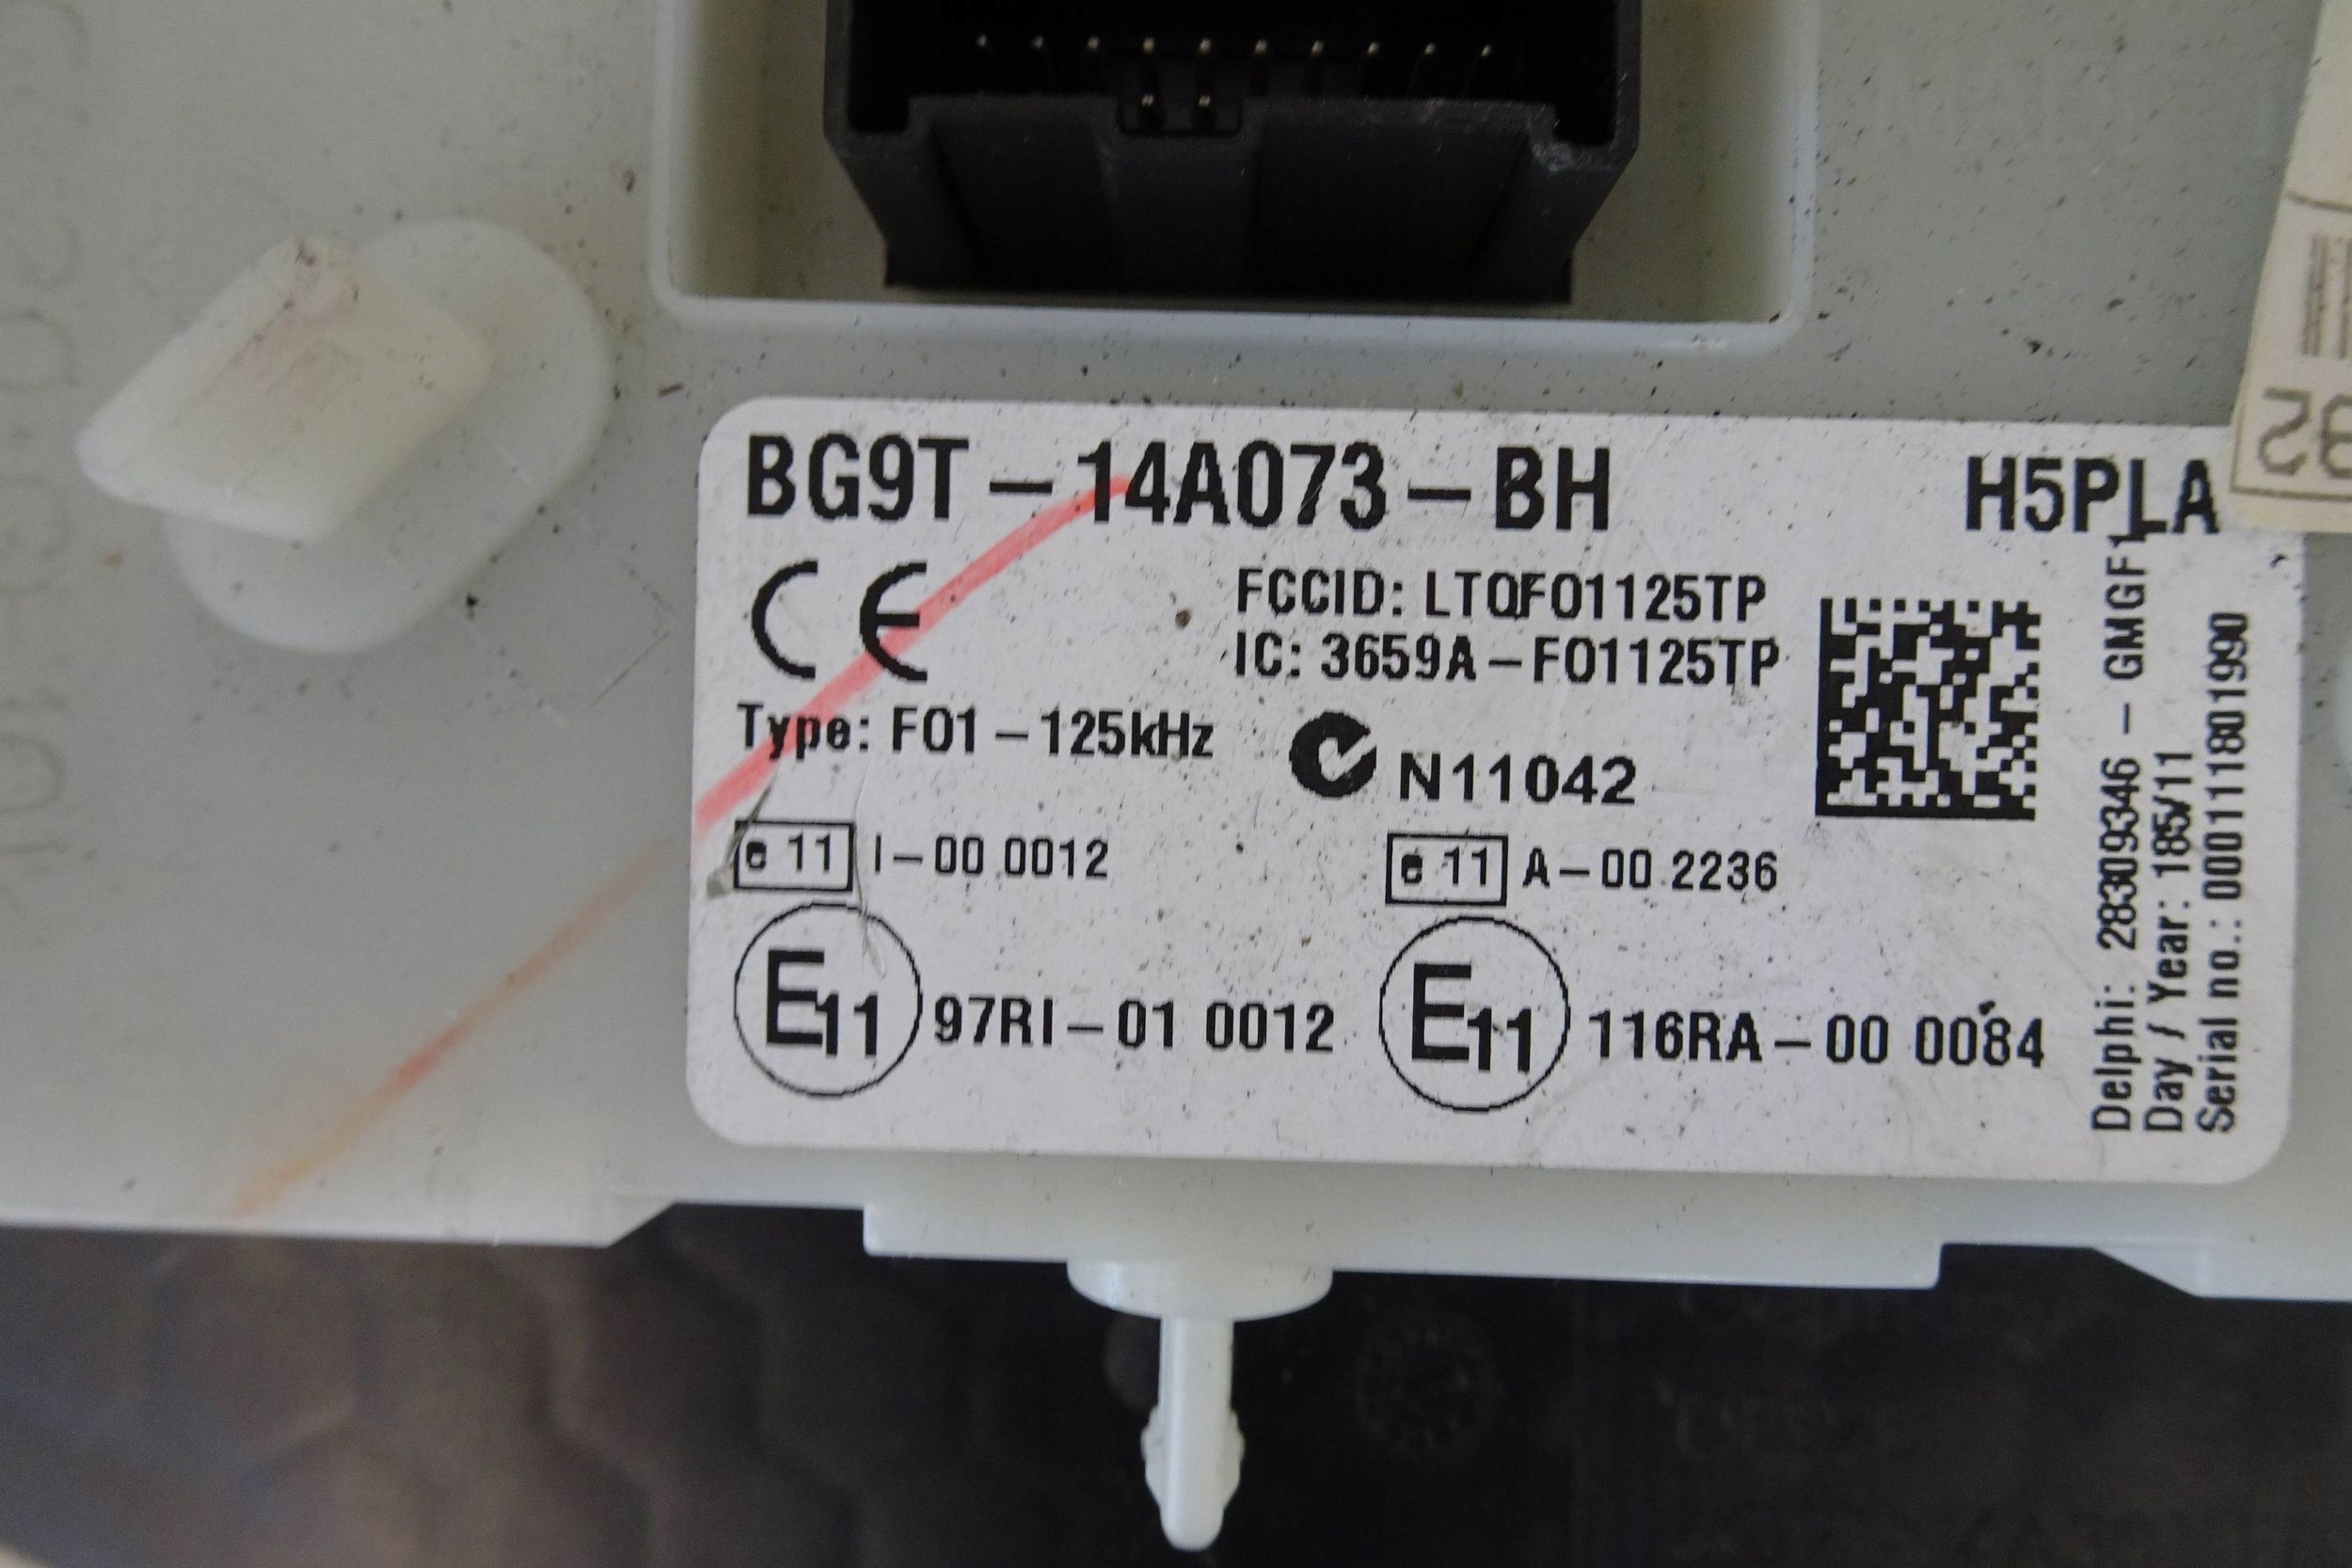 BG9T-14A073-BH H5PLA
CE
FCCID: LTQFO1125TP
IC: 3659A-FO1125TP
Type: FO1-125kHz
N11042
e 11 I-00 0012
e 11 A-00 2236
E11 97RI-01 0012
E11 116RA-00 0084
Delphi: 28309346 - GMGF1
Day / Year: 185/11
Serial no.: 000111801990